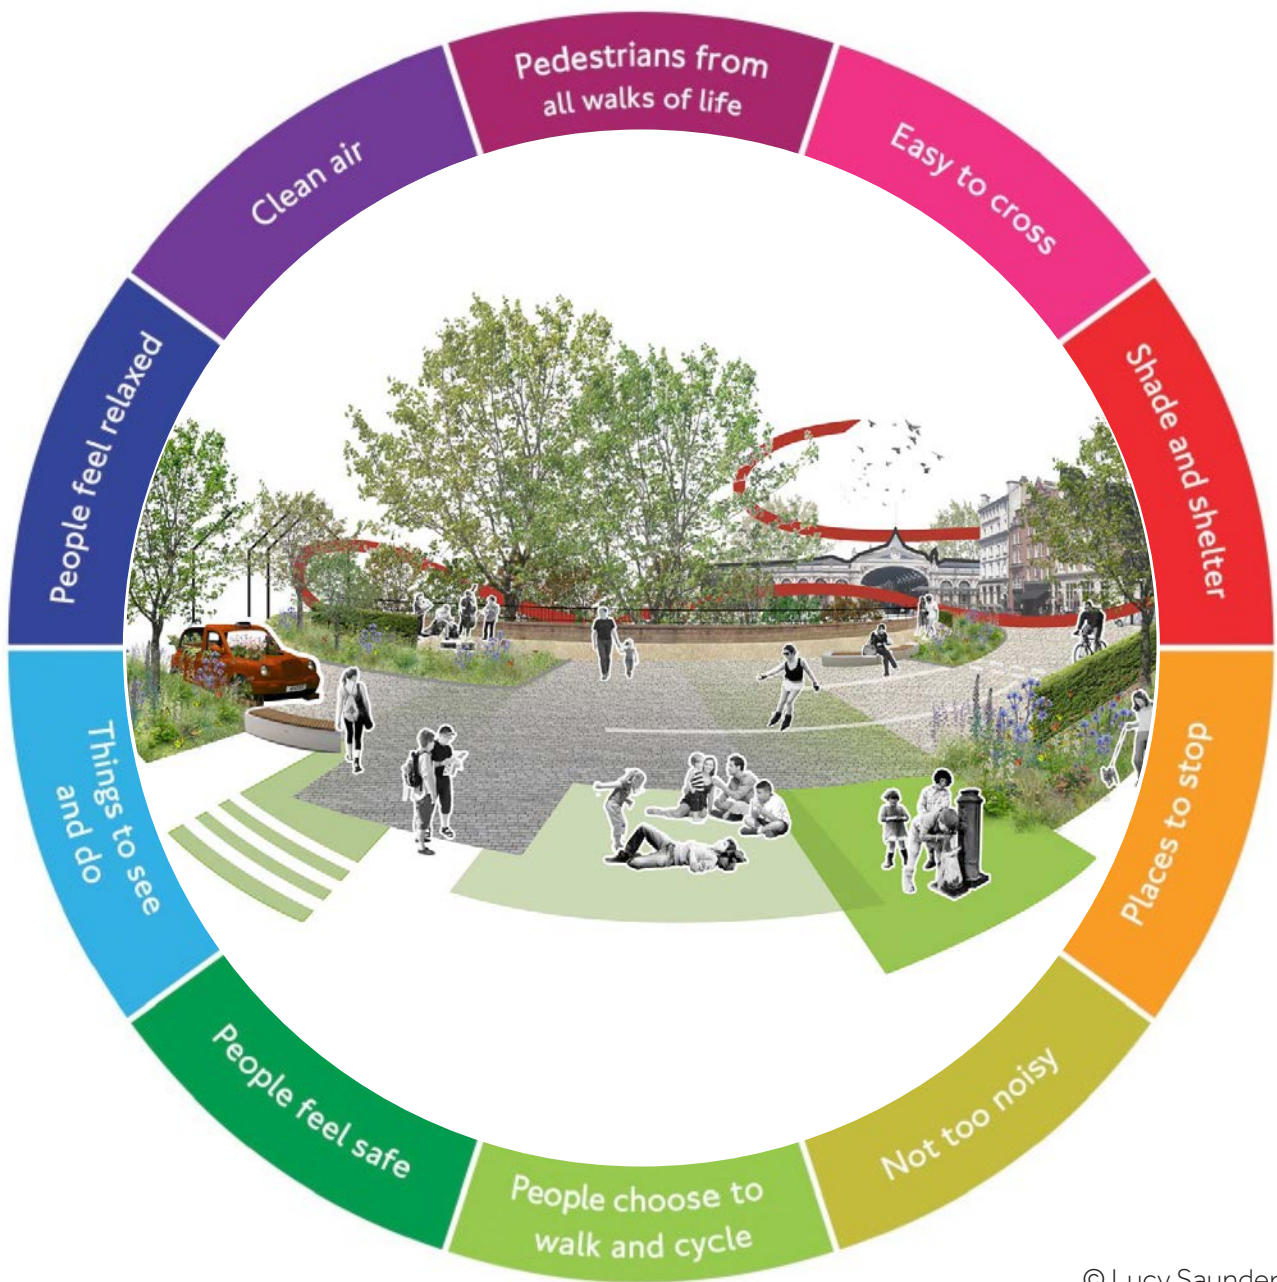 Pedestrians from
all walks of life
Easy to cross
Shade and shelter
Places to stop
Not too noisy
People choose to
walk and cycle
People feel safe
Things to see
and do
People feel relaxed
Clean air
© Lucy Saunder